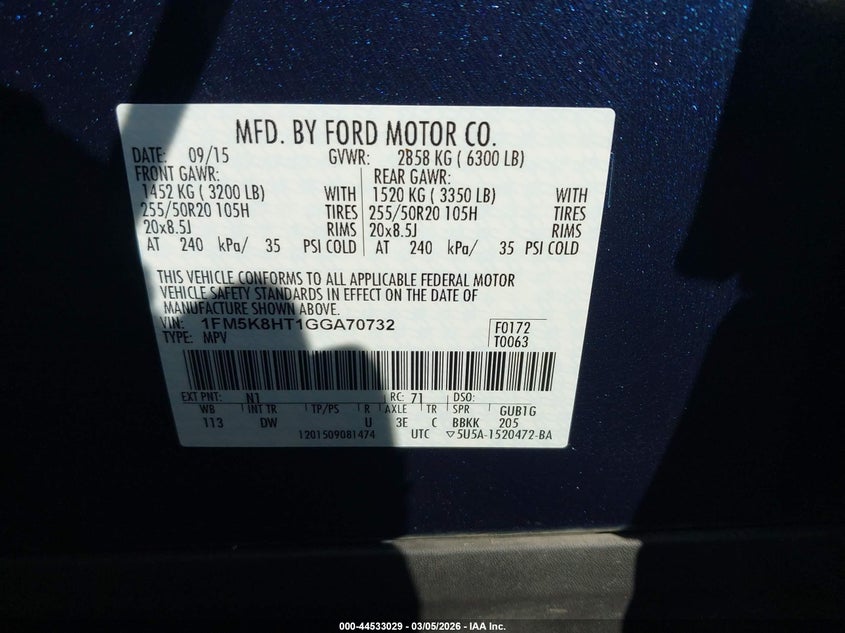 MFD. BY FORD MOTOR CO.
DATE: 09/15 GVWR: 2858 KG ( 6300 LB)
FRONT GAWR: REAR GAWR:
1452 KG ( 3200 LB) WITH 1520 KG ( 3350 LB) WITH
255/50R20 105H TIRES 255/50R20 105H TIRES
20x8.5J RIMS 20x8.5J RIMS
AT 240 kPa/ 35 PSI COLD AT 240 kPa/ 35 PSI COLD
THIS VEHICLE CONFORMS TO ALL APPLICABLE FEDERAL MOTOR
VEHICLE SAFETY STANDARDS IN EFFECT ON THE DATE OF
MANUFACTURE SHOWN ABOVE.
VIN: 1FM5K8HT1GGA70732 F0172
TYPE: MPV T0063
EXT PNT: N1 RC: 71 DSO:
WB INT TR TP/PS R AXLE TR SPR GUB1G
113 DW U 3E C BBKK 205
1201509081474 UTC ▽5U5A-1520472-BA
000-44533029 - 03/05/2026 - IAA Inc.